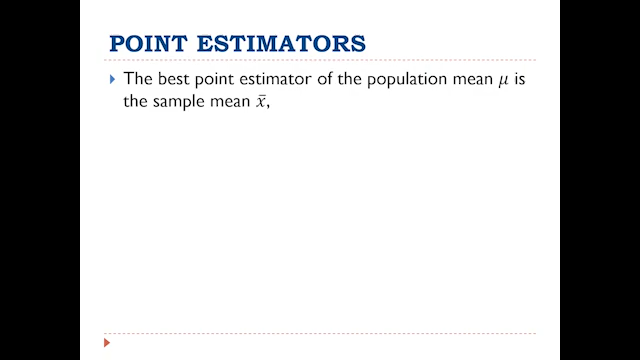 POINT ESTIMATORS
The best point estimator of the population mean μ is
the sample mean x̄,